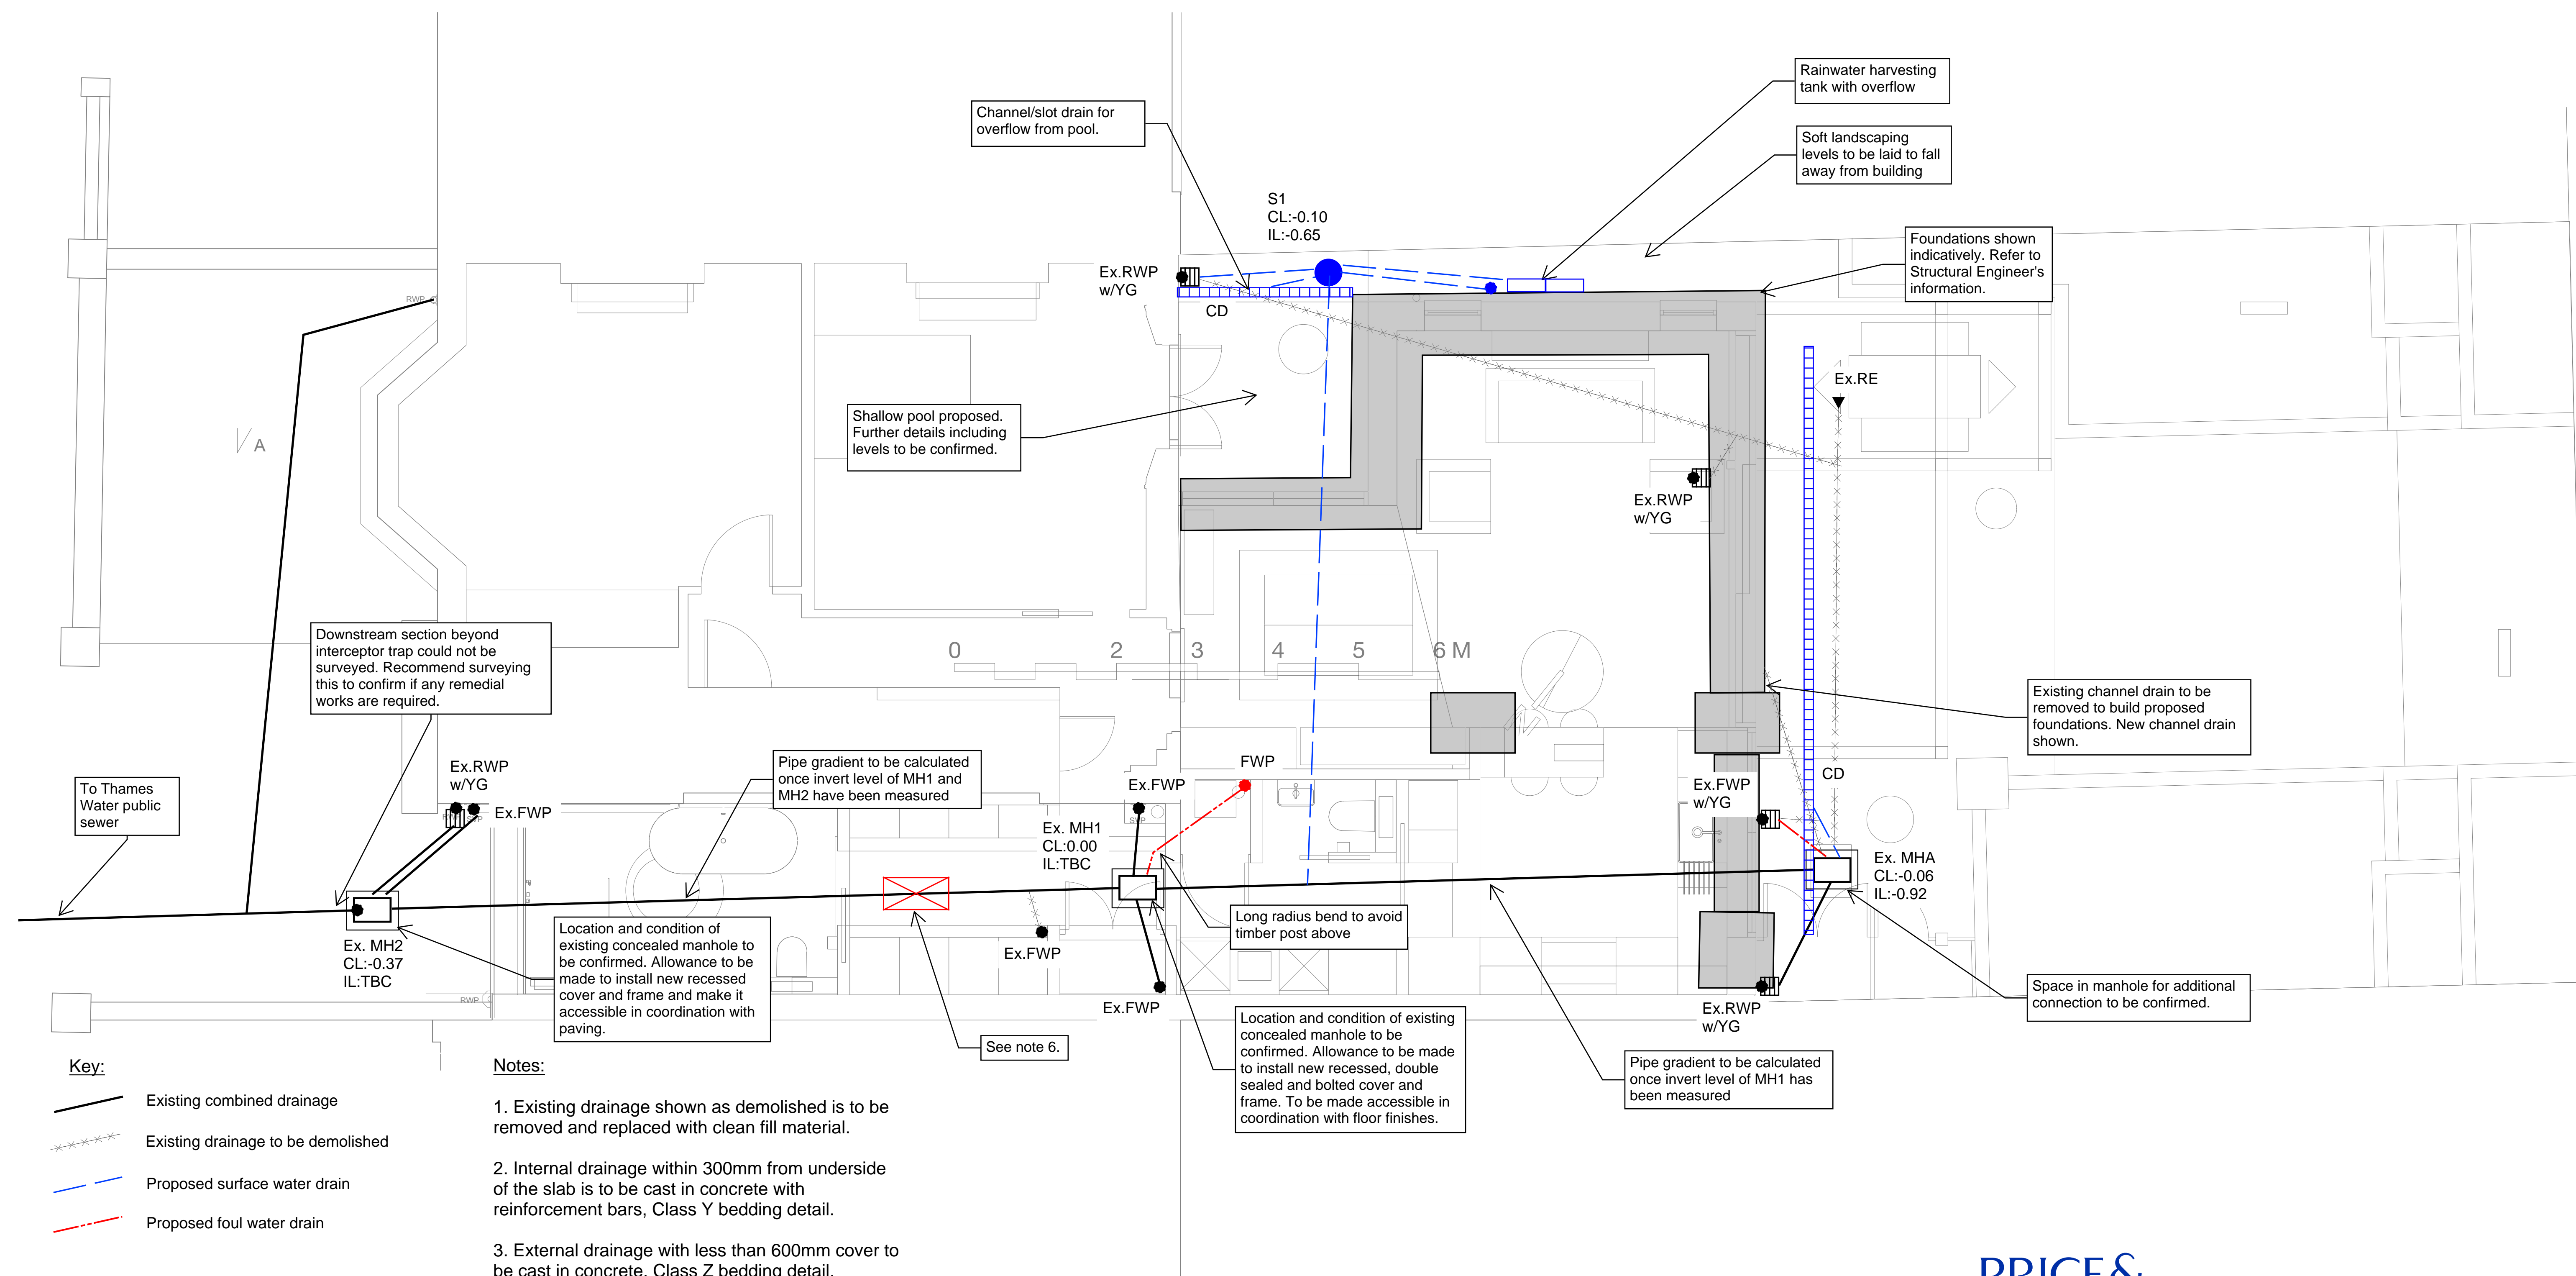 Rainwater harvesting
tank with overflow
Channel/slot drain for
overflow from pool.
Soft landscaping
levels to be laid to fall
away from building
S1
CL:-0.10
IL:-0.65
Foundations shown
indicatively. Refer to
Structural Engineer's
information.
Ex.RWP
w/YG
CD
RWP
Ex.RE
Shallow pool proposed.
Further details including
levels to be confirmed.
A
Ex.RWP
w/YG
Downstream section beyond
interceptor trap could not be
surveyed. Recommend surveying
this to confirm if any remedial
works are required.
0 2 3 4 5 6 M
Existing channel drain to be
removed to build proposed
foundations. New channel drain
shown.
To Thames
Water public
sewer
Ex.RWP
w/YG
Ex.FWP
Pipe gradient to be calculated
once invert level of MH1 and
MH2 have been measured
Ex.FWP
FWP
SVP
Ex.FWP
w/YG
CD
Ex. MH1
CL:0.00
IL:TBC
Ex. MHA
CL:-0.06
IL:-0.92
Ex. MH2
CL:-0.37
IL:TBC
RWP
Location and condition of
existing concealed manhole to
be confirmed. Allowance to be
made to install new recessed
cover and frame and make it
accessible in coordination with
paving.
Ex.FWP
Long radius bend to avoid
timber post above
Ex.FWP
See note 6.
Location and condition of existing
concealed manhole to be
confirmed. Allowance to be made
to install new recessed, double
sealed and bolted cover and
frame. To be made accessible in
coordination with floor finishes.
Ex.RWP
w/YG
Space in manhole for additional
connection to be confirmed.
Pipe gradient to be calculated
once invert level of MH1 has
been measured
Key:
Existing combined drainage
Existing drainage to be demolished
Proposed surface water drain
Proposed foul water drain
Notes:
1. Existing drainage shown as demolished is to be
removed and replaced with clean fill material.
2. Internal drainage within 300mm from underside
of the slab is to be cast in concrete with
reinforcement bars, Class Y bedding detail.
3. External drainage with less than 600mm cover to
be cast in concrete. Class Z bedding detail.
PRICE&